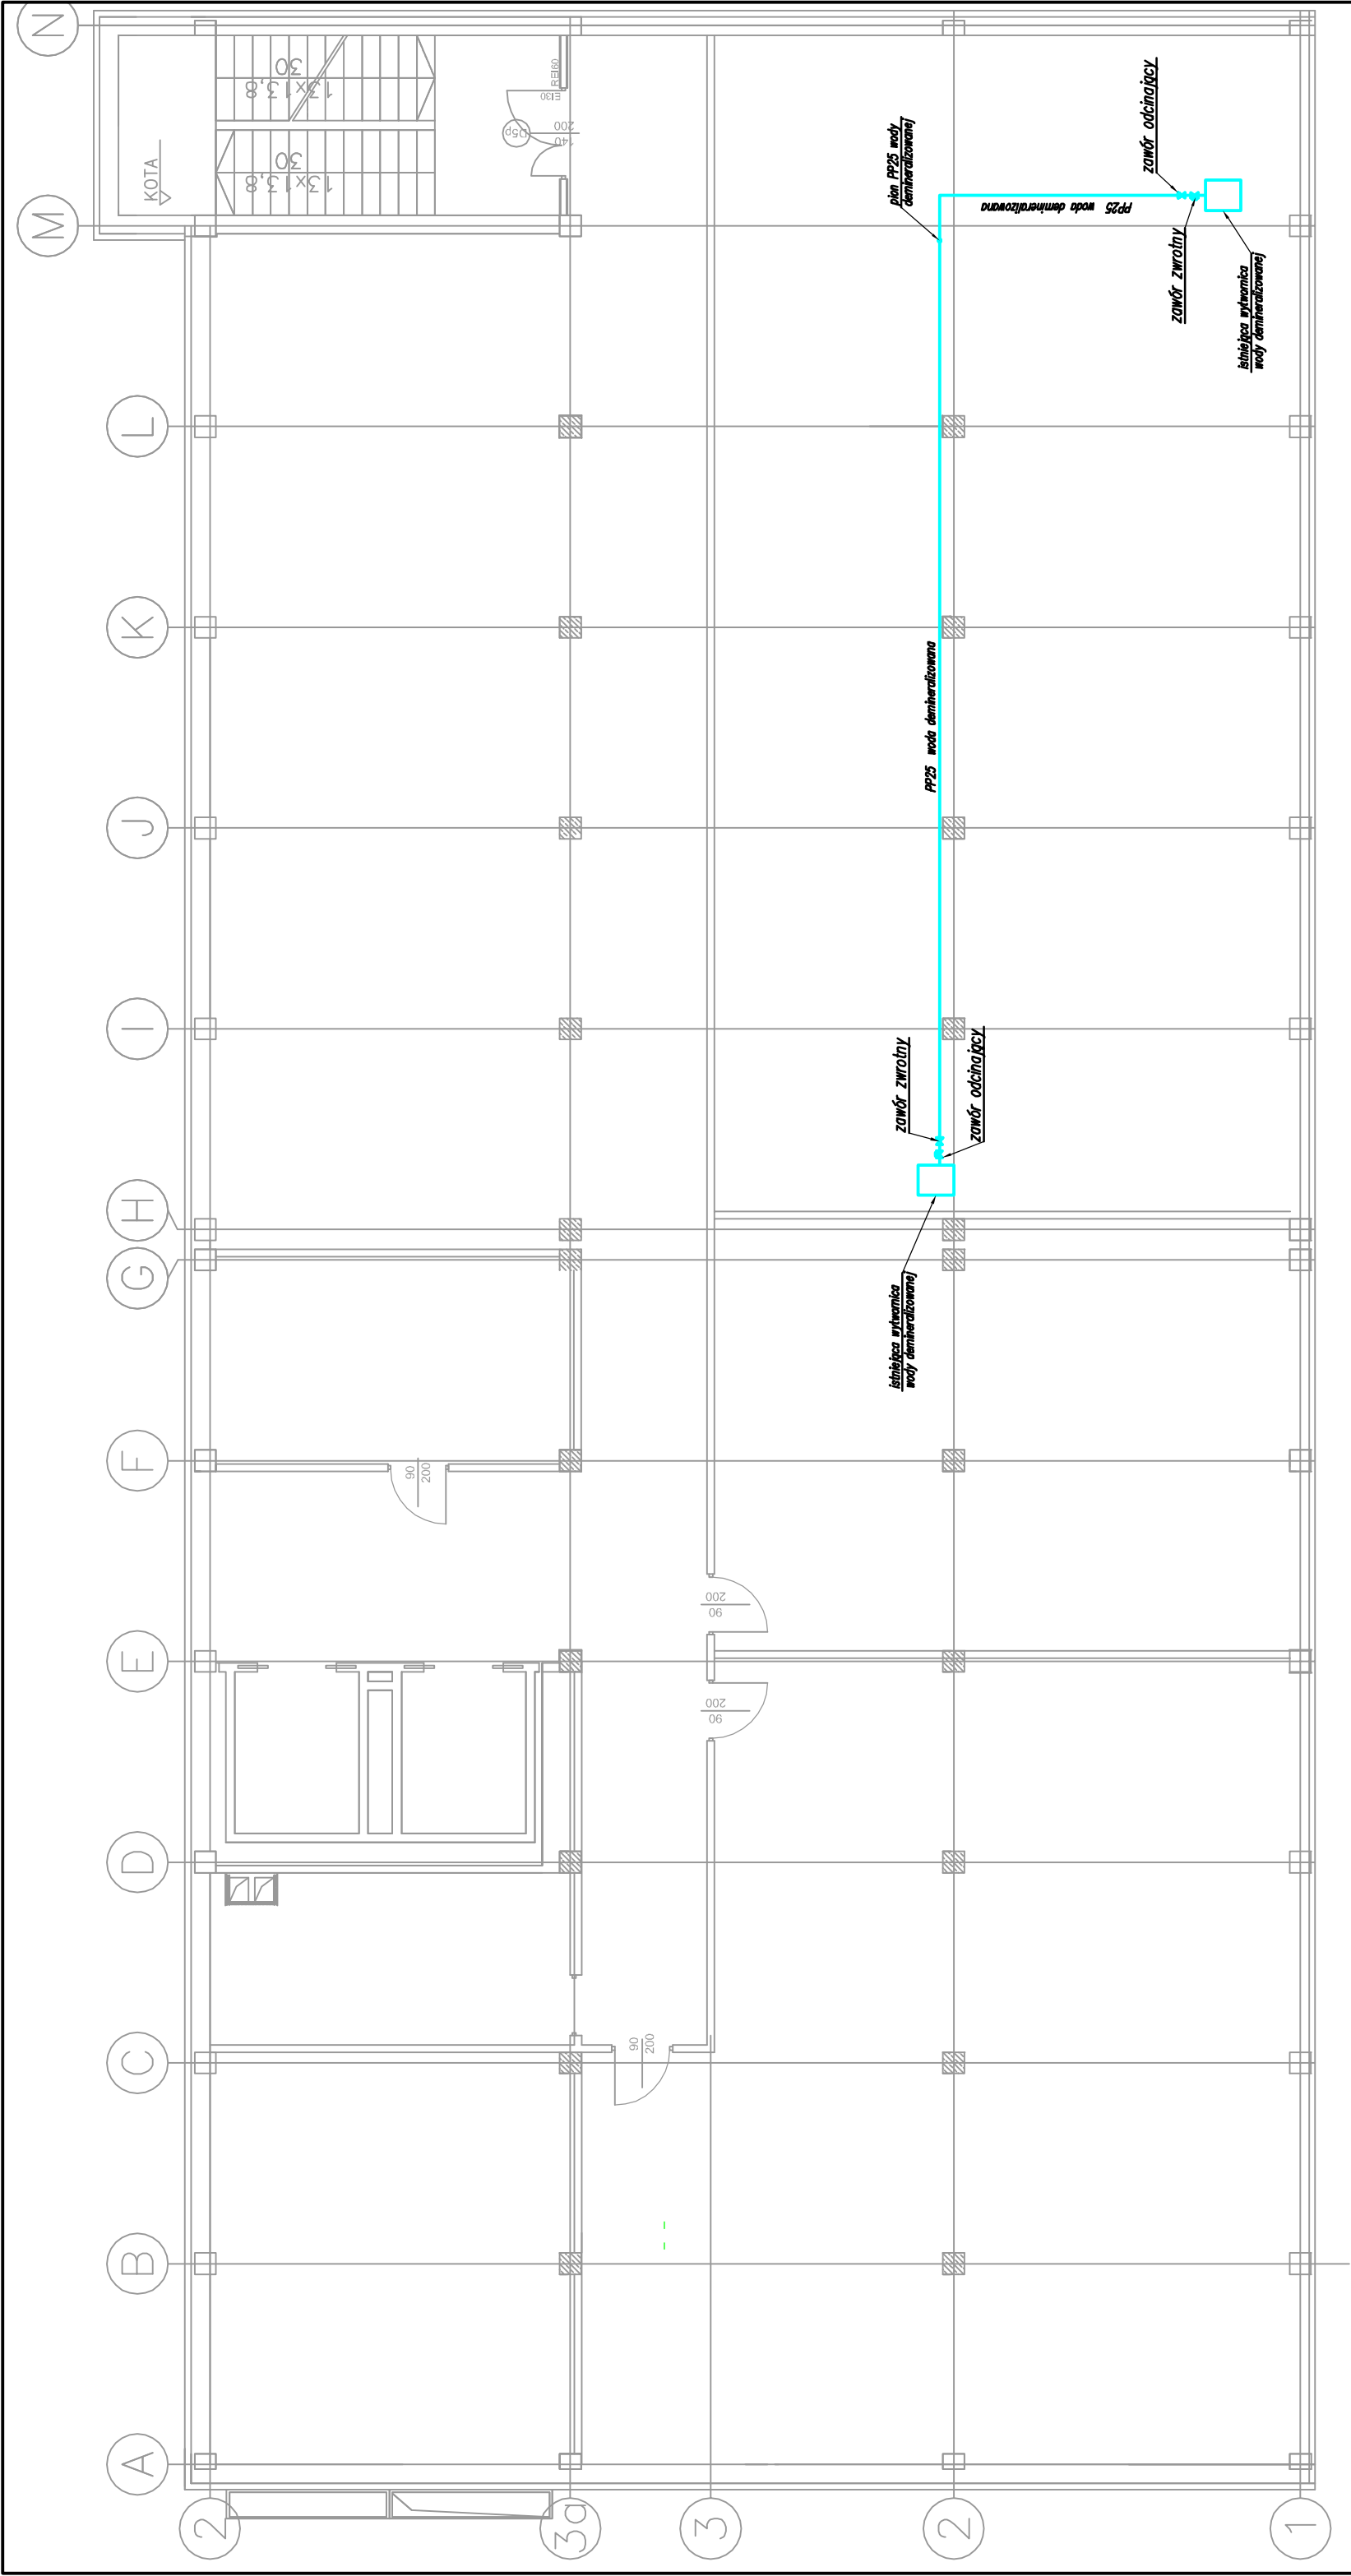 A
B
C
D
E
F
G
H
I
J
K
L
M
N
2
3a
3
2
1
KOTA
13x13,8
30
13x13,8
30
D5p
140
200
EI30
REI60
90
200
90
200
90
200
90
200
pion PP25 wody
demineralizowanej
PP25 woda demineralizowana
zawór odcinający
zawór zwrotny
istniejąca wytwornica
wody demineralizowanej
PP25 woda demineralizowana
zawór zwrotny
zawór odcinający
istniejąca wytwornica
wody demineralizowanej